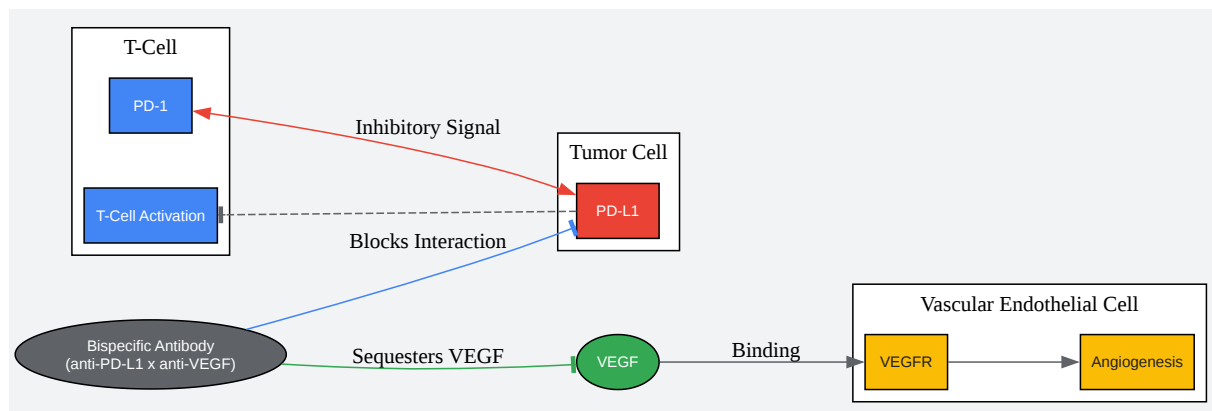 T-Cell
PD-1
Inhibitory Signal
Tumor Cell
T-Cell Activation
PD-L1
Blocks Interaction
Vascular Endothelial Cell
Bispecific Antibody
(anti-PD-L1 x anti-VEGF)
Sequesters VEGF
VEGF
Binding
VEGFR
Angiogenesis